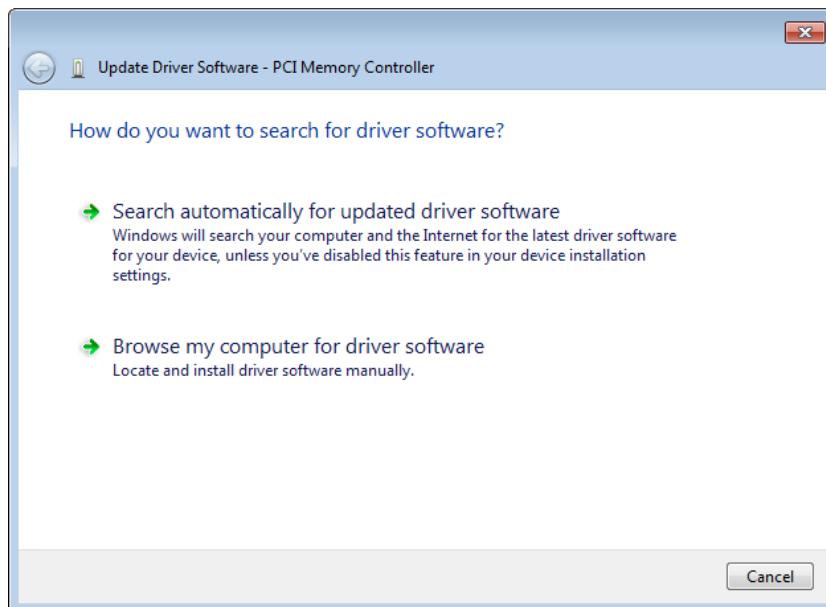 Update Driver Software - PCI Memory Controller
How do you want to search for driver software?
Search automatically for updated driver software
Windows will search your computer and the Internet for the latest driver software
for your device, unless you've disabled this feature in your device installation
settings.
Browse my computer for driver software
Locate and install driver software manually.
Cancel